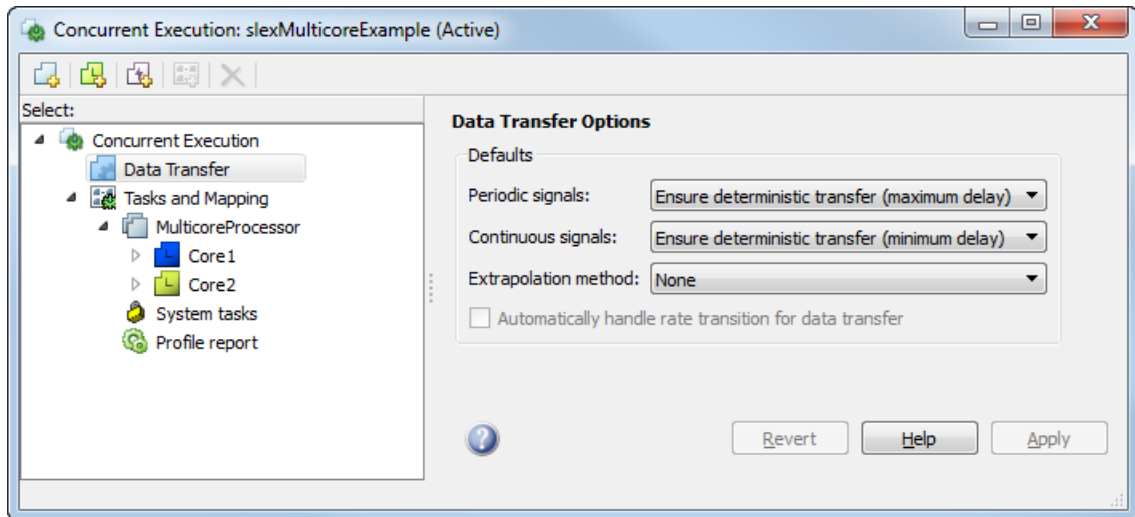 Concurrent Execution: slexMulticoreExample (Active)
Select:
Concurrent Execution
Data Transfer
Tasks and Mapping
MulticoreProcessor
Core1
Core2
System tasks
Profile report
Data Transfer Options
Defaults
Periodic signals: Ensure deterministic transfer (maximum delay)
Continuous signals: Ensure deterministic transfer (minimum delay)
Extrapolation method: None
Automatically handle rate transition for data transfer
Revert Help Apply